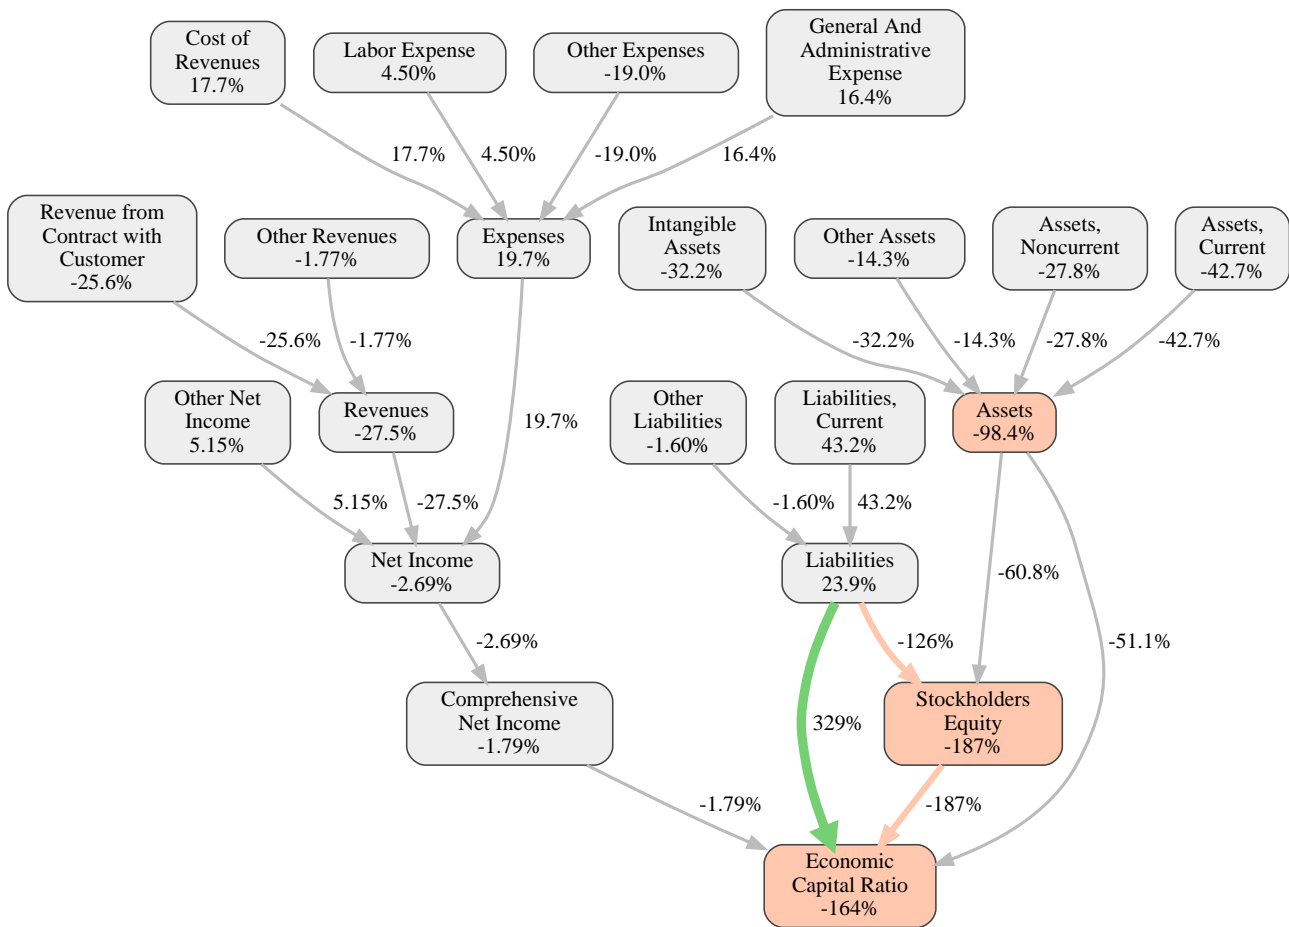 Cost of
Revenues
17.7%
Labor Expense
4.50%
Other Expenses
-19.0%
General And
Administrative
Expense
16.4%
17.7%
4.50%
-19.0%
16.4%
Revenue from
Contract with
Customer
-25.6%
Other Revenues
-1.77%
Expenses
19.7%
Intangible
Assets
-32.2%
Other Assets
-14.3%
Assets,
Noncurrent
-27.8%
Assets,
Current
-42.7%
-25.6%
-1.77%
-32.2%
-14.3%
-27.8%
-42.7%
Other Net
Income
5.15%
Revenues
-27.5%
19.7%
Other
Liabilities
-1.60%
Liabilities,
Current
43.2%
Assets
-98.4%
5.15%
-27.5%
-1.60%
43.2%
Net Income
-2.69%
Liabilities
23.9%
-60.8%
-2.69%
-126%
-51.1%
Comprehensive
Net Income
-1.79%
329%
Stockholders
Equity
-187%
-1.79%
-187%
Economic
Capital Ratio
-164%